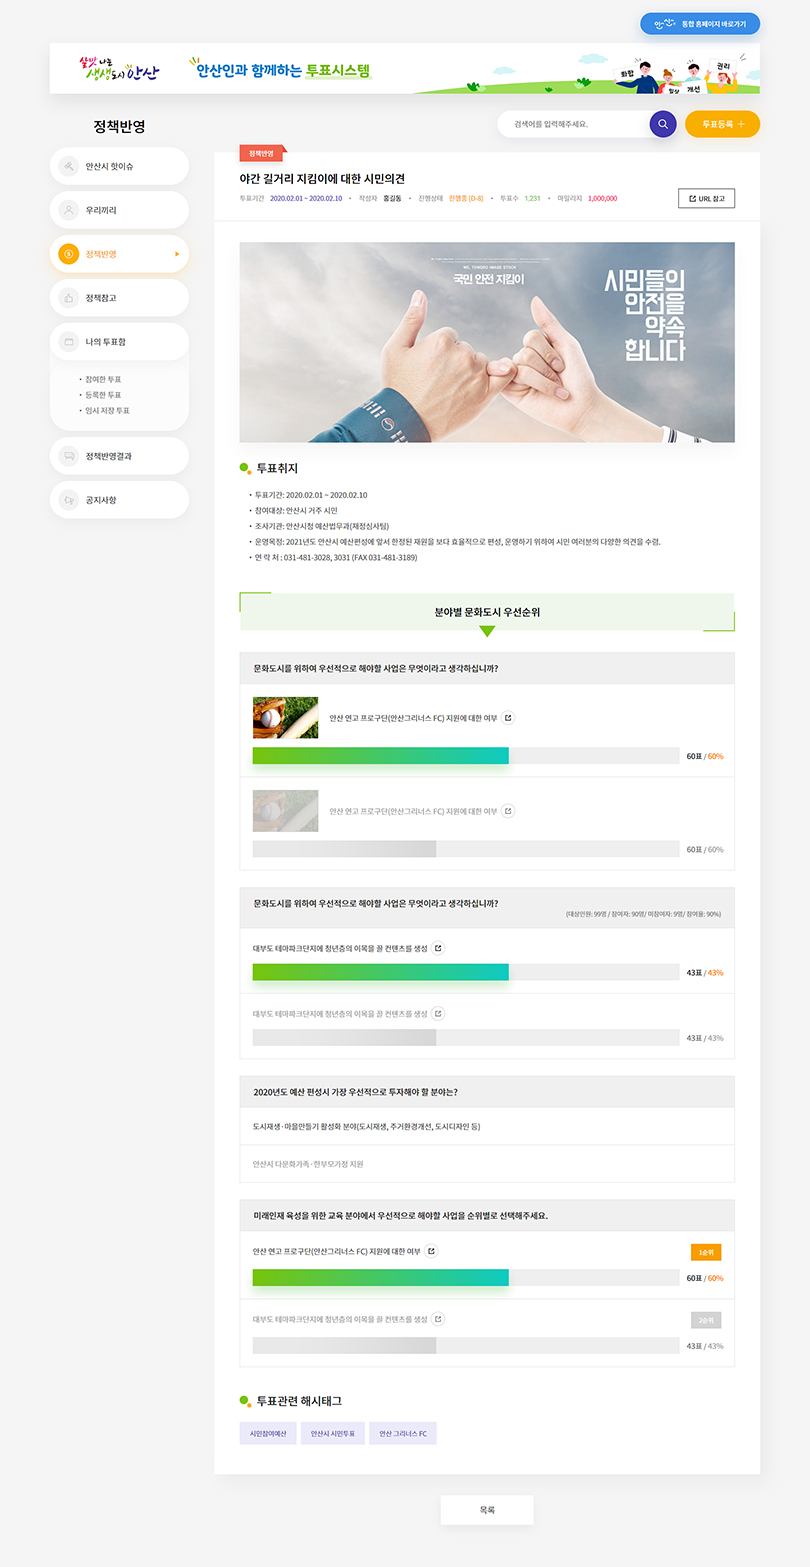 안산 통합 홈페이지 바로가기
살맛 나는
생생도시 안산
안산인과 함께하는 투표시스템
화합
일상
개선
권리
정책반영
검색어를 입력해주세요.
투표등록 +
안산시 핫이슈
우리끼리
정책반영
정책참고
나의 투표함
· 참여한 투표
· 등록한 투표
· 임시 저장 투표
정책반영결과
공지사항
정책반영
야간 길거리 지킴이에 대한 시민의견
투표기간 2020.02.01 ~ 2020.02.10 • 작성자 홍길동 • 진행상태 진행중 (D-8) • 투표수 1,231 • 마일리지 1,000,000
URL 참고
국민 안전 지킴이
시민들의
안전을
약속
합니다
투표취지
· 투표기간: 2020.02.01 ~ 2020.02.10
· 참여대상: 안산시 거주 시민
· 조사기관: 안산시청 예산법무과(재정심사팀)
· 운영목정: 2021년도 안산시 예산편성에 앞서 한정된 재원을 보다 효율적으로 편성, 운영하기 위하여 시민 여러분의 다양한 의견을 수렴.
· 연 락 처 : 031-481-3028, 3031 (FAX 031-481-3189)
분야별 문화도시 우선순위
문화도시를 위하여 우선적으로 해야할 사업은 무엇이라고 생각하십니까?
안산 연고 프로구단(안산그리너스 FC) 지원에 대한 여부
60표 / 60%
안산 연고 프로구단(안산그리너스 FC) 지원에 대한 여부
60표 / 60%
문화도시를 위하여 우선적으로 해야할 사업은 무엇이라고 생각하십니까?
(대상인원: 99명 / 참여자: 90명/ 미참여자: 9명/ 참여율: 90%)
대부도 테마파크단지에 청년층의 이목을 끌 컨텐츠를 생성
43표 / 43%
대부도 테마파크단지에 청년층의 이목을 끌 컨텐츠를 생성
43표 / 43%
2020년도 예산 편성시 가장 우선적으로 투자해야 할 분야는?
도시재생·마을만들기 활성화 분야(도시재생, 주거환경개선, 도시디자인 등)
안산시 다문화가족·한부모가정 지원
미래인재 육성을 위한 교육 분야에서 우선적으로 해야할 사업을 순위별로 선택해주세요.
안산 연고 프로구단(안산그리너스 FC) 지원에 대한 여부
1순위
60표 / 60%
대부도 테마파크단지에 청년층의 이목을 끌 컨텐츠를 생성
2순위
43표 / 43%
투표관련 해시태그
시민참여예산
안산시 시민투표
안산 그리너스 FC
목록